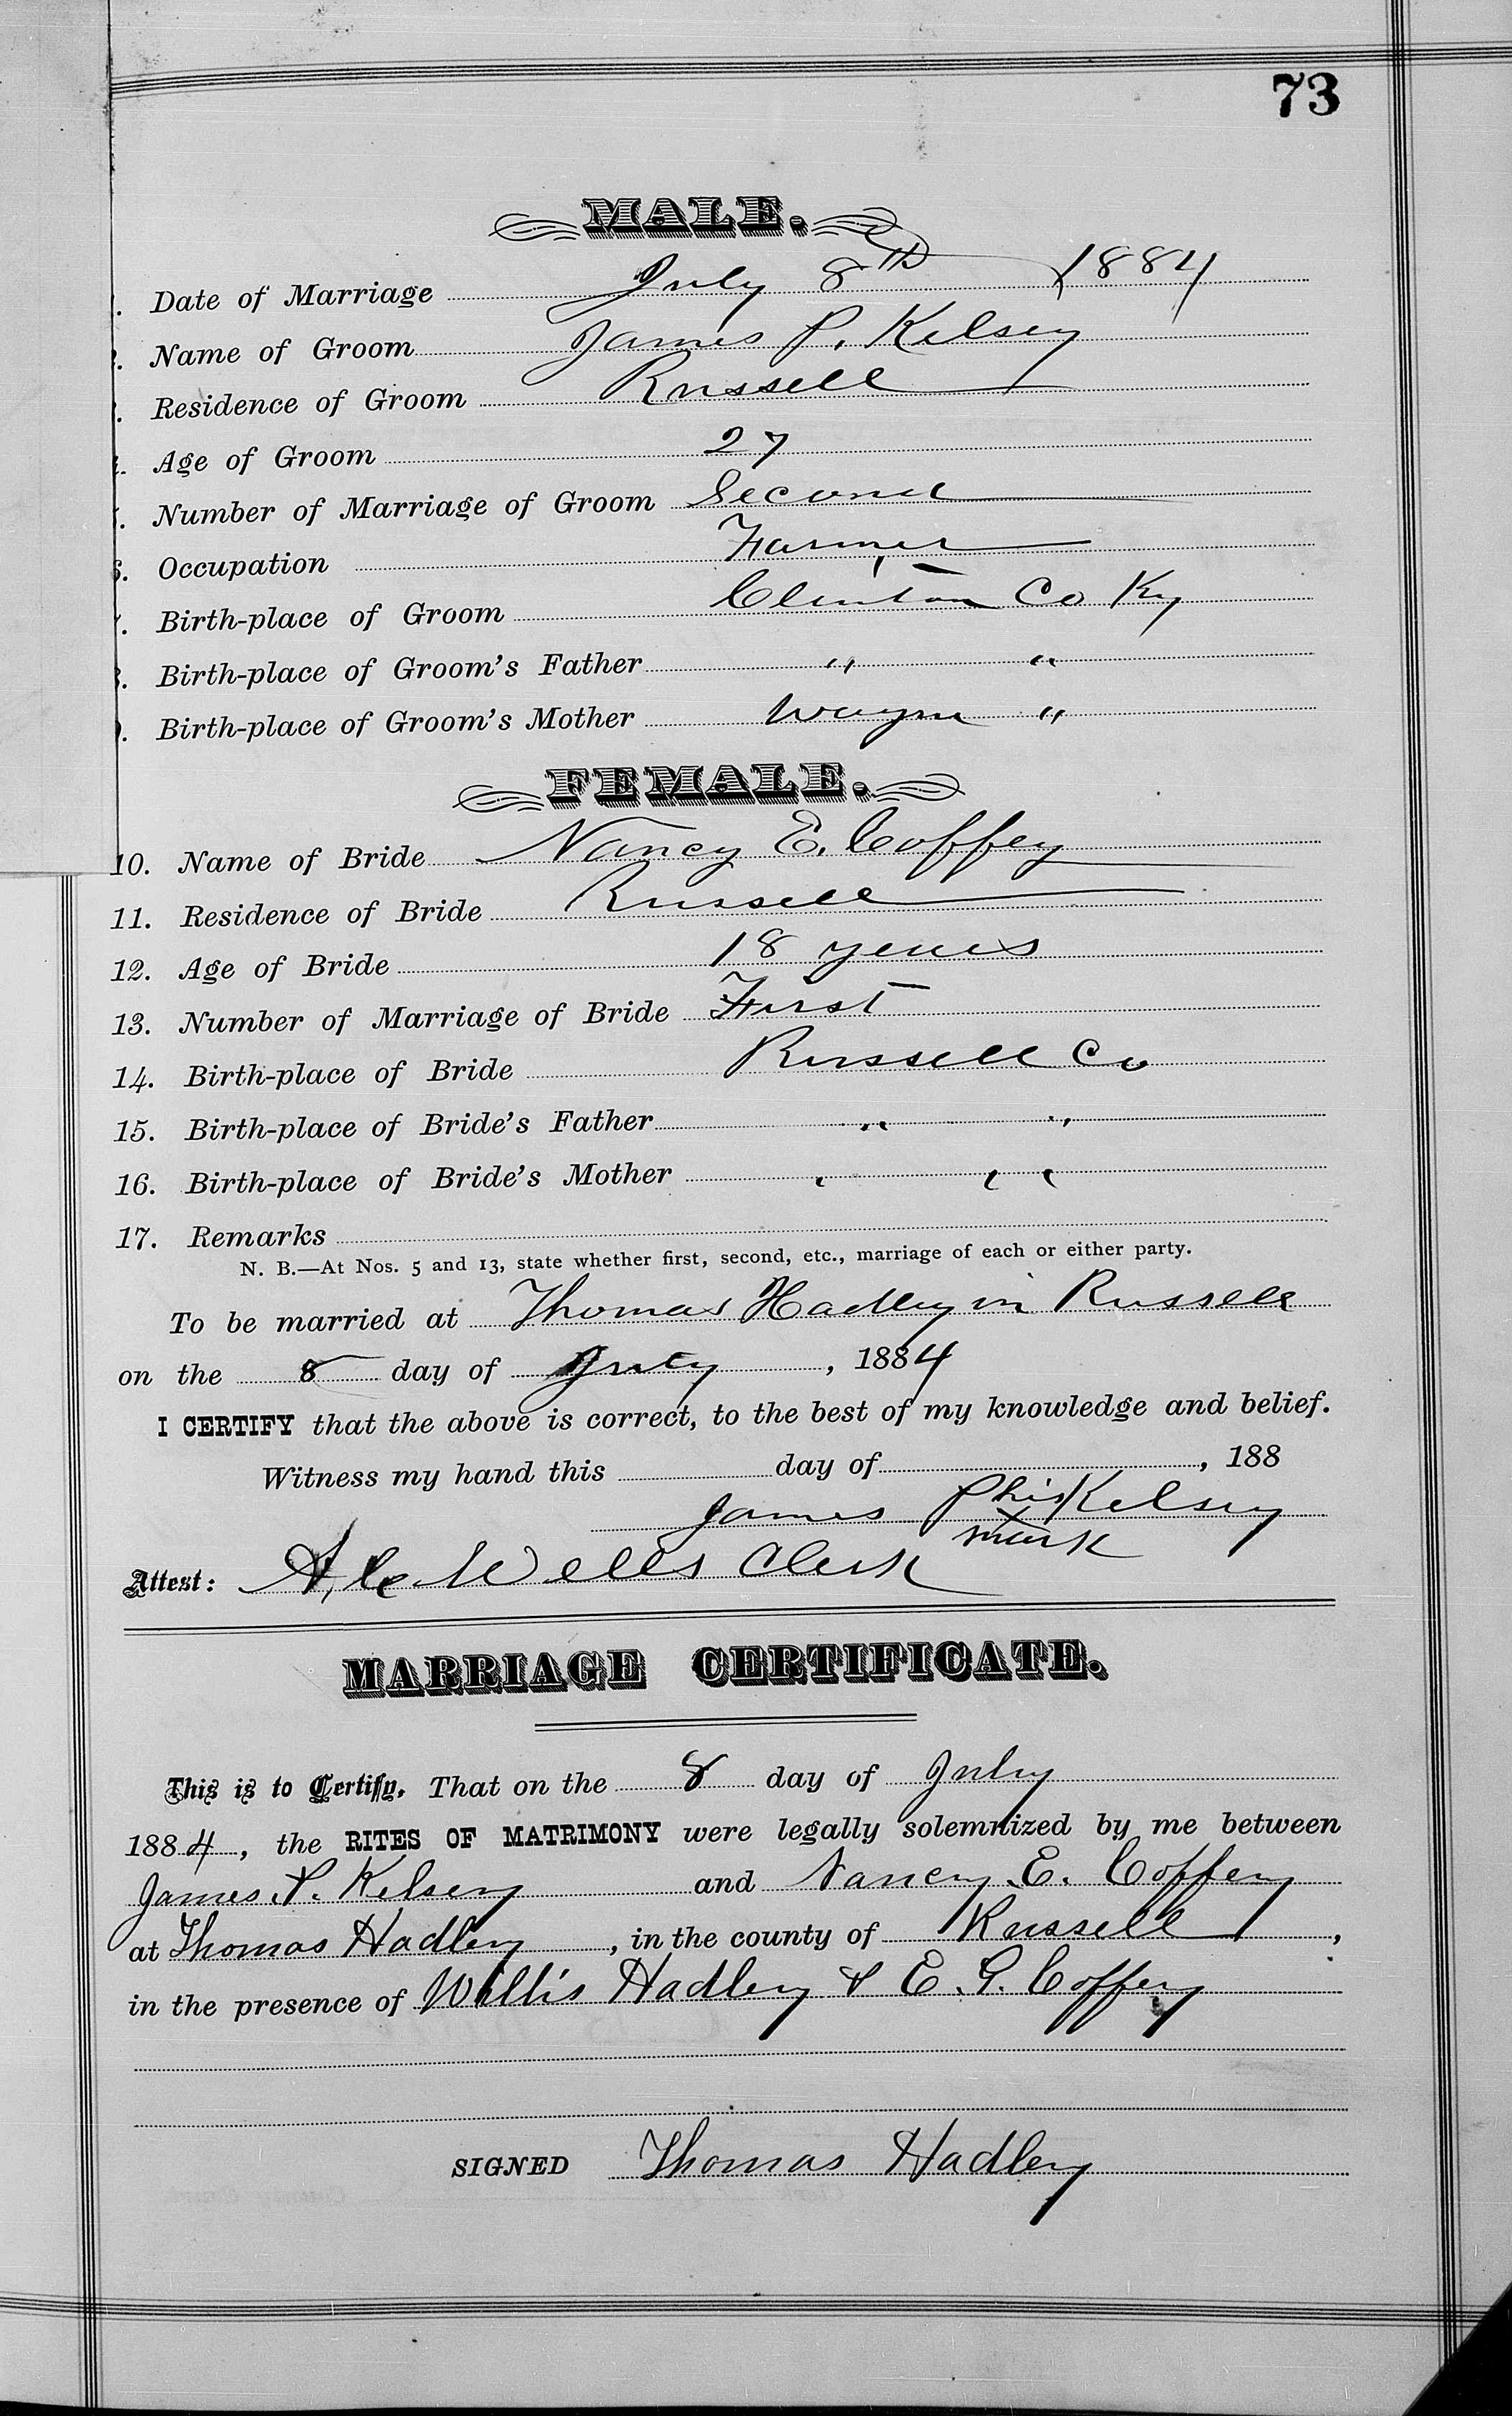 73
MALE.
Date of Marriage July 8th 1884
Name of Groom James P. Kelsey
Residence of Groom Russell
Age of Groom 27
Number of Marriage of Groom Second
Occupation Farmer
Birth-place of Groom Clinton Co Ky
Birth-place of Groom's Father " "
Birth-place of Groom's Mother Wayne "
FEMALE.
10. Name of Bride Nancy E. Coffey
11. Residence of Bride Russell
12. Age of Bride 18 years
13. Number of Marriage of Bride First
14. Birth-place of Bride Russell Co
15. Birth-place of Bride's Father " "
16. Birth-place of Bride's Mother " "
17. Remarks
N. B.—At Nos. 5 and 13, state whether first, second, etc., marriage of each or either party.
To be married at Thomas Hadley in Russell
on the 8 day of July, 1884
I CERTIFY that the above is correct, to the best of my knowledge and belief.
Witness my hand this day of , 188
James P his Kelsey
mark
Attest: A. C. Wells Clerk
MARRIAGE CERTIFICATE.
This is to Certify, That on the 8 day of July
1884, the RITES OF MATRIMONY were legally solemnized by me between
James P. Kelsey and Nancy E. Coffey
at Thomas Hadley, in the county of Russell,
in the presence of Willis Hadley & E. G. Coffey
SIGNED Thomas Hadley